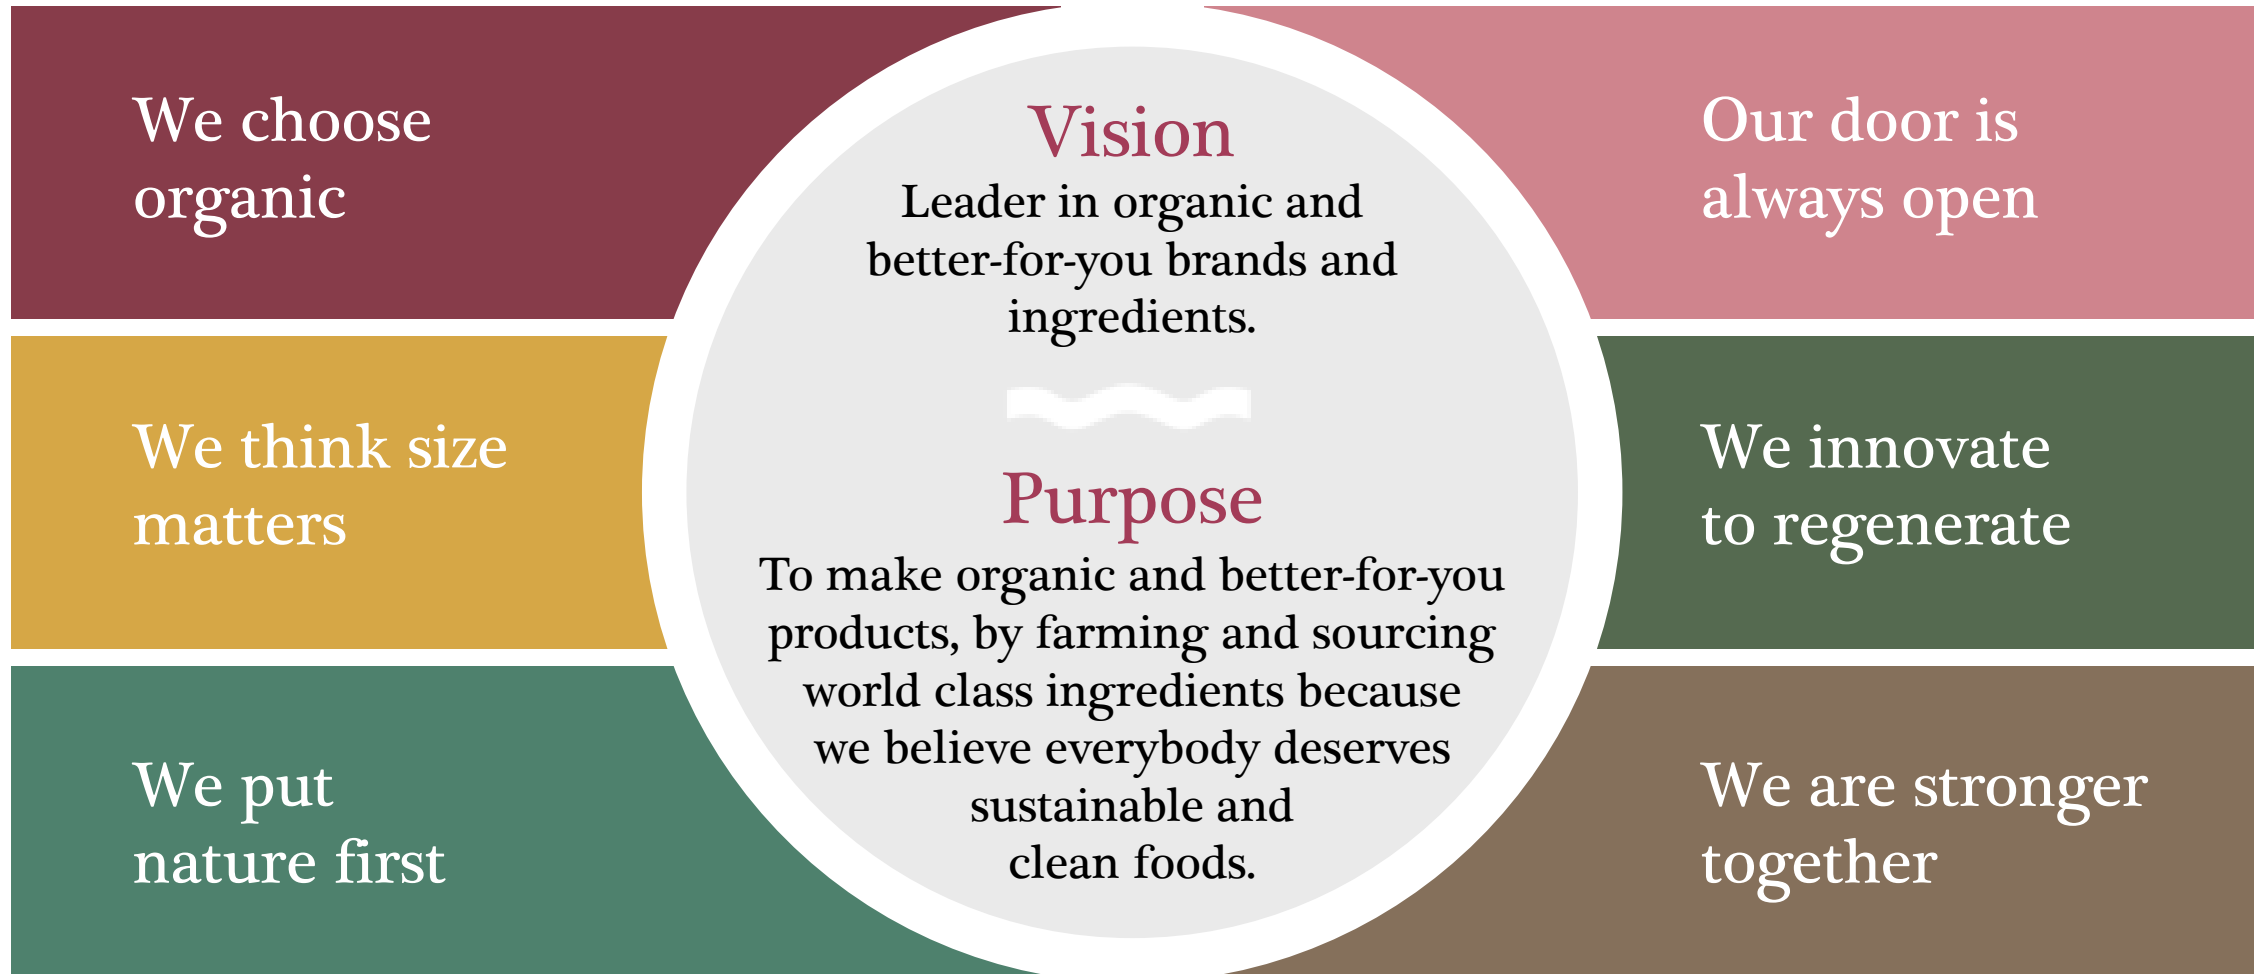 We choose
organic
We think size
matters
We put
nature first
Vision
Leader in organic and
better-for-you brands and
ingredients.
Purpose
To make organic and better-for-you
products, by farming and sourcing
world class ingredients because
we believe everybody deserves
sustainable and
clean foods.
Our door is
always open
We innovate
to regenerate
We are stronger
together